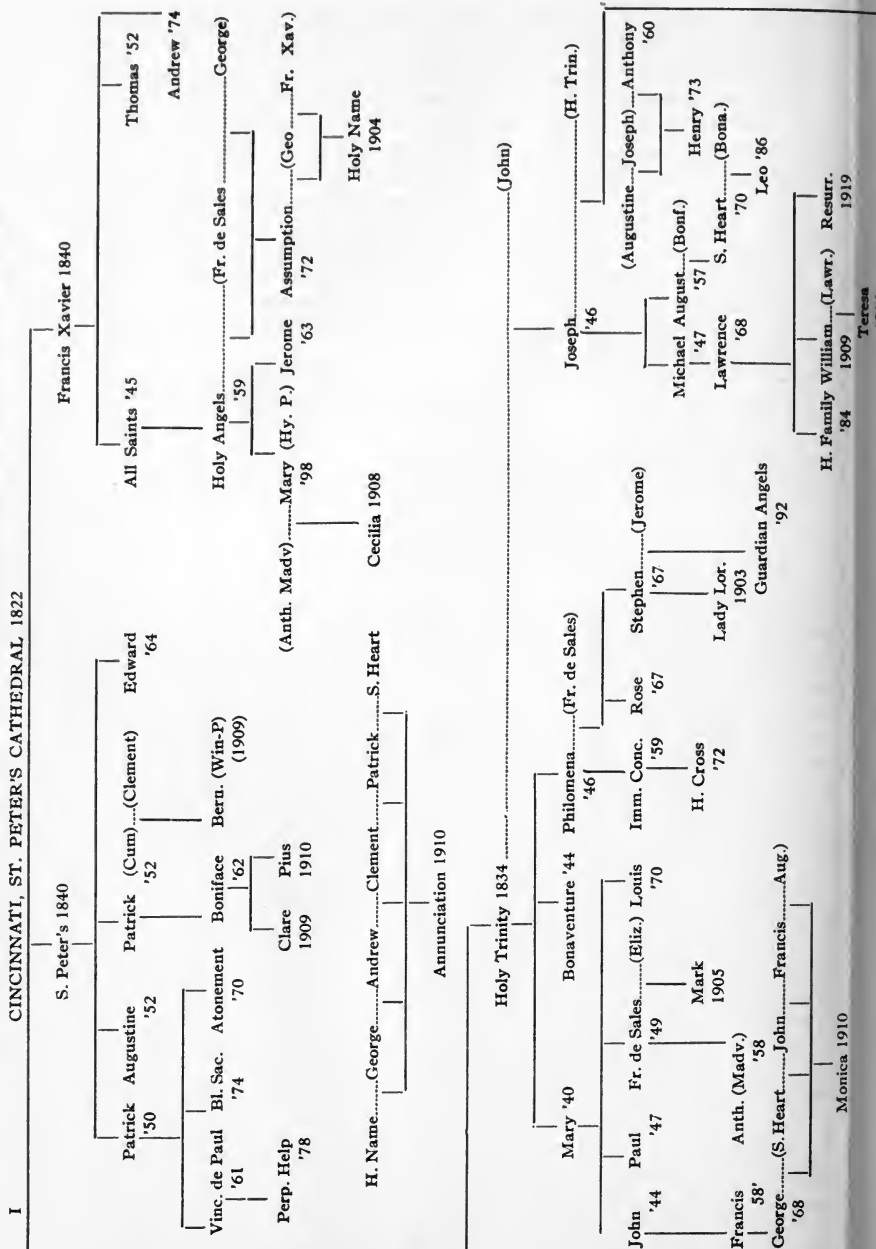 I CINCINNATI, ST. PETER'S CATHEDRAL 1822
S. Peter's 1840 Francis Xavier 1840
Patrick Augustine Patrick (Cum)....(Clement) Edward All Saints '45 Thomas '52
'50 '52 '52 '64 Andrew '74
Vinc. de Paul Bl. Sac. Atonement Boniface Bern. (Win-P) Holy Angels........(Fr. de Sales ........George)
'61 '74 '70 '62 (1909) '59
Perp. Help Clare Pius (Anth. Madv)......Mary (Hy. P.) Jerome Assumption......(Geo ....Fr. Xav.)
'78 1909 1910 '98 '63 '72
Cecilia 1908 Holy Name
1904
H. Name........George........Andrew........Clement........Patrick........S. Heart
Annunciation 1910
Holy Trinity 1834 ........(John)
Mary '40 Bonaventure '44 Philomena......(Fr. de Sales) Joseph........(H. Trin.)
'46 '46
John Paul Fr. de Sales......(Eliz.) Louis Imm. Conc. Rose Stephen......(Jerome) Michael August....(Bonf.) (Augustine....Joseph) Anthony
'44 '47 '49 '70 '59 '67 '67 '47 '57 '60
Mark H. Cross Lady Lor. Lawrence S. Heart......(Bona.) Henry '73
1905 '72 1903 '68 '70
Francis Anth. (Madv.) Guardian Angels Leo '86
58' '58 '92
George......(S. Heart......John ......Francis........Aug.) H. Family William....(Lawr.) Resurr.
'68 '84 1909 1919
Monica 1910 Teresa